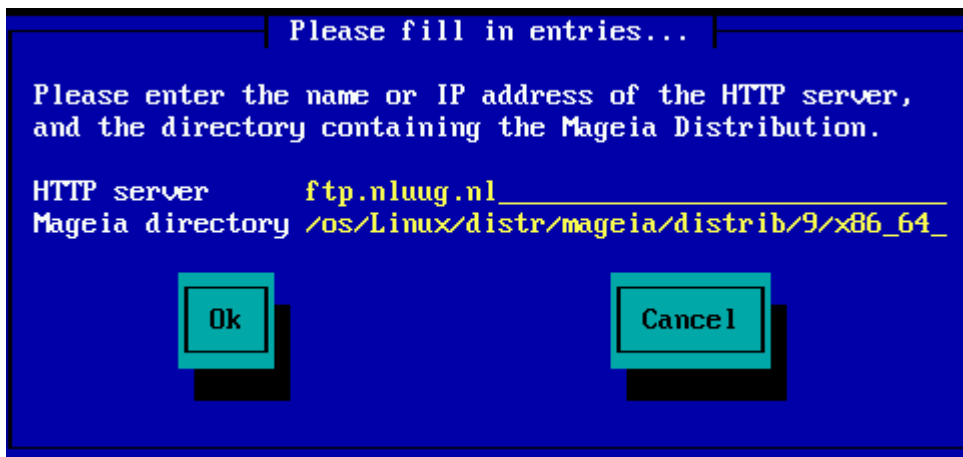 Please fill in entries...
Please enter the name or IP address of the HTTP server,
and the directory containing the Mageia Distribution.
HTTP server ftp.nluug.nl
Mageia directory /os/Linux/distr/mageia/distrib/9/x86_64_
Ok Cancel